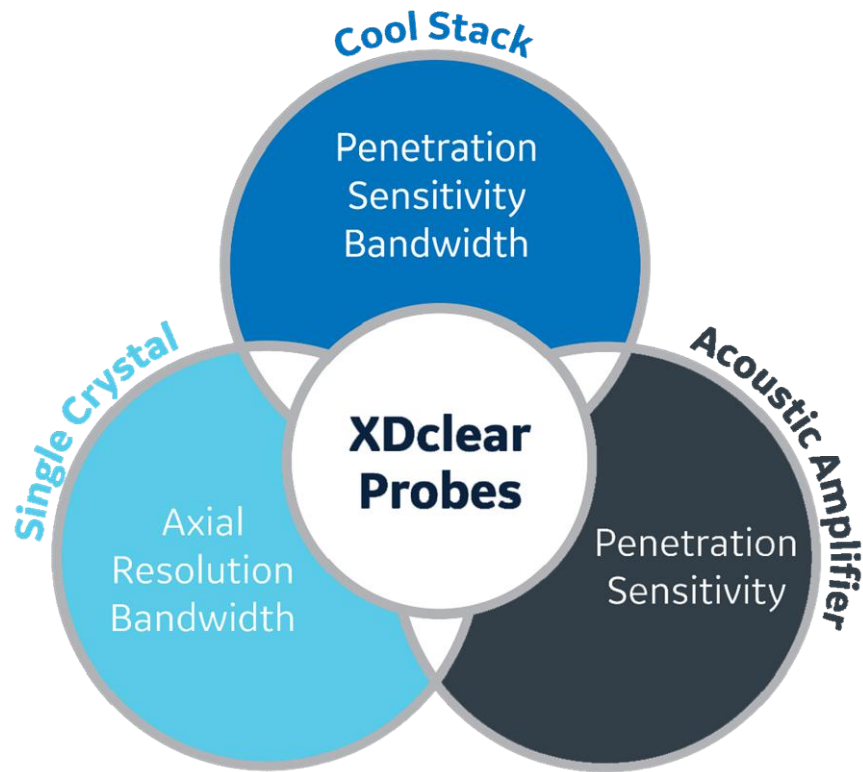 Cool Stack
Penetration
Sensitivity
Bandwidth
Single Crystal
Axial
Resolution
Bandwidth
XDclear
Probes
Acoustic Amplifier
Penetration
Sensitivity